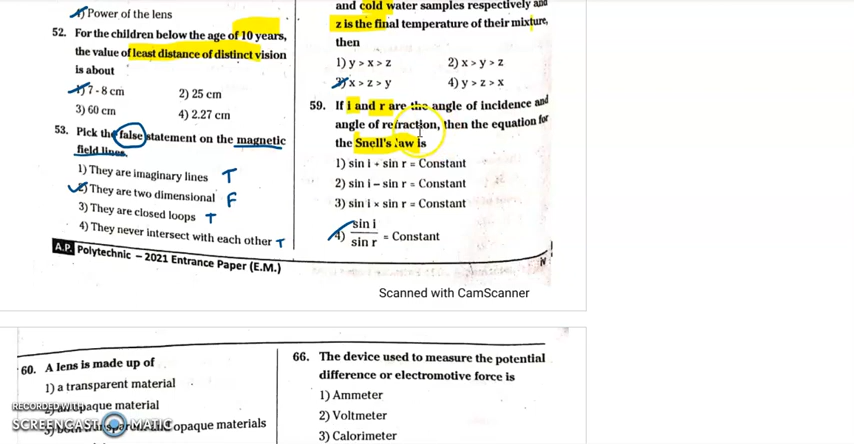 1) Power of the lens
52. For the children below the age of 10 years,
the value of least distance of distinct vision
is about
1) 7 - 8 cm 2) 25 cm
3) 60 cm 4) 2.27 cm
53. Pick the false statement on the magnetic
field lines.
1) They are imaginary lines T
2) They are two dimensional F
3) They are closed loops T
4) They never intersect with each other T
A.P. Polytechnic – 2021 Entrance Paper (E.M.)
and cold water samples respectively and
z is the final temperature of their mixture,
then
1) y > x > z 2) x > y > z
3) x > z > y 4) y > z > x
59. If i and r are the angle of incidence and
angle of refraction, then the equation for
the Snell's law is
1) sin i + sin r = Constant
2) sin i – sin r = Constant
3) sin i × sin r = Constant
4) sin i / sin r = Constant
Scanned with CamScanner
60. A lens is made up of
1) a transparent material
opaque material
opaque materials
66. The device used to measure the potential
difference or electromotive force is
1) Ammeter
2) Voltmeter
3) Calorimeter
RECORDED WITH
SCREENCAST MATIC